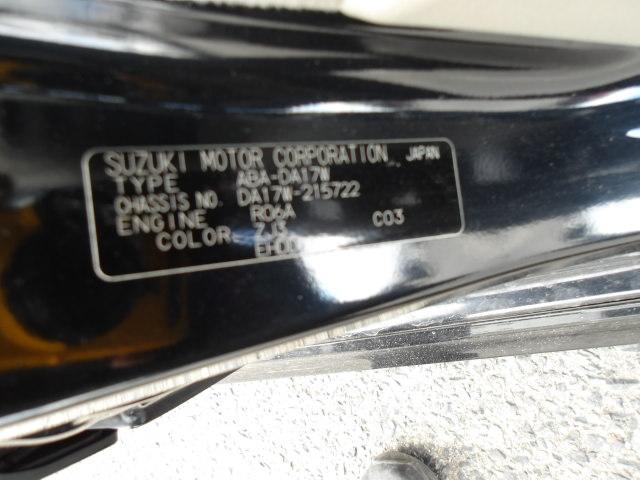 SUZUKI MOTOR CORPORATION JAPAN
TYPE ABA-DA17W
CHASSIS NO. DA17W-215722
ENGINE R06A C03
COLOR ZJ3